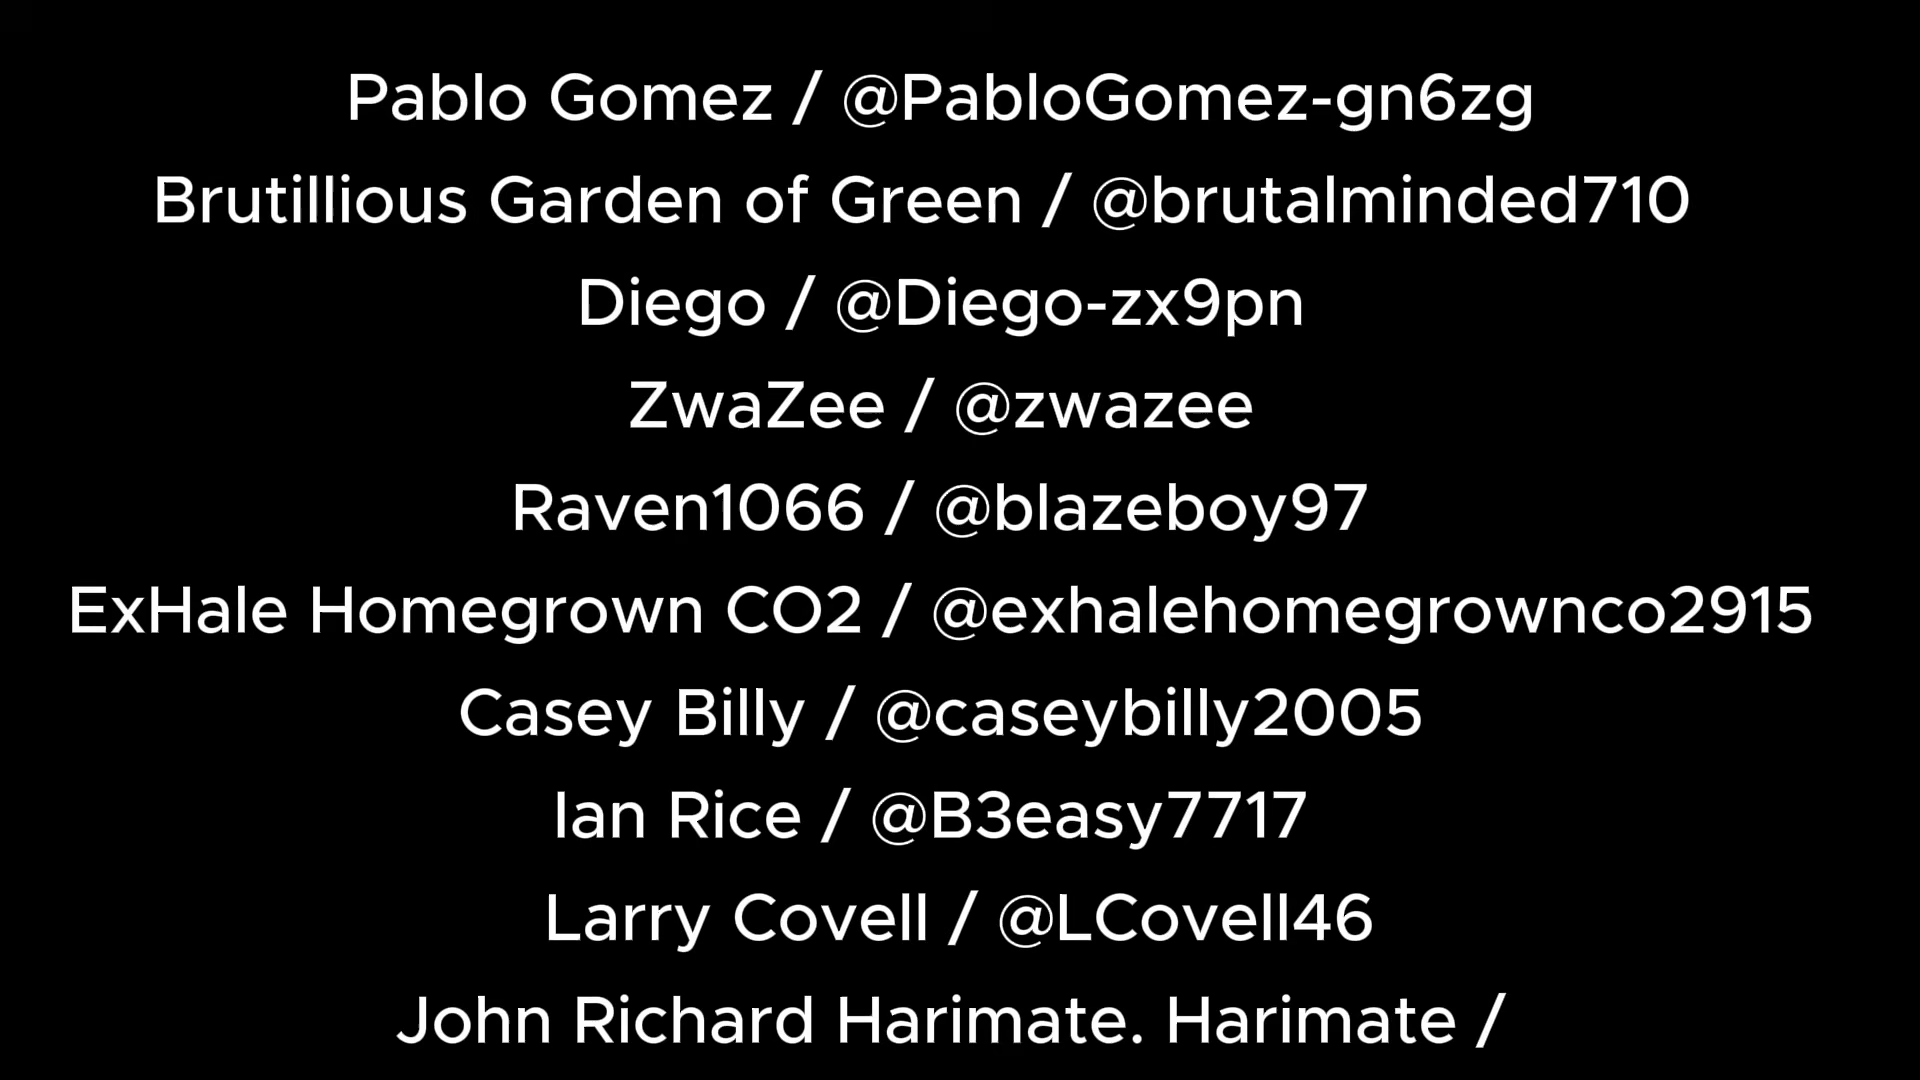 Pablo Gomez / @PabloGomez-gn6zg
Brutillious Garden of Green / @brutalminded710
Diego / @Diego-zx9pn
ZwaZee / @zwazee
Raven1066 / @blazeboy97
ExHale Homegrown CO2 / @exhalehomegrownco2915
Casey Billy / @caseybilly2005
Ian Rice / @B3easy7717
Larry Covell / @LCovell46
John Richard Harimate. Harimate /